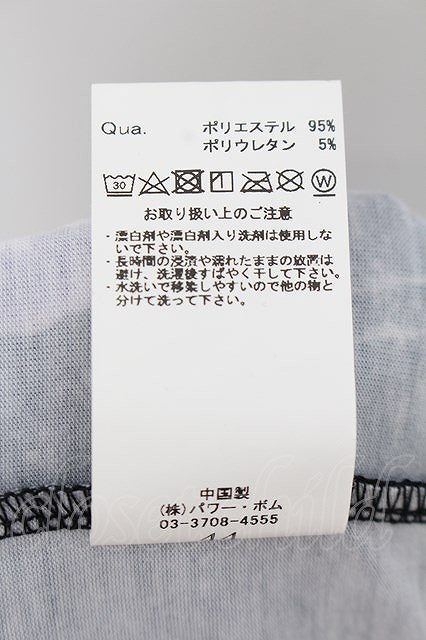 Qua. ポリエステル 95%
ポリウレタン 5%
30 W
お取り扱い上のご注意
・漂白剤や漂白剤入り洗剤は使用しな
いで下さい。
・長時間の浸漬や濡れたままの放置は
避け、洗濯後すばやく干して下さい。
・水洗いで移染しやすいので他の物と
分けて洗って下さい。
中国製
(株)パワー・ボム
03-3708-4555
closet child